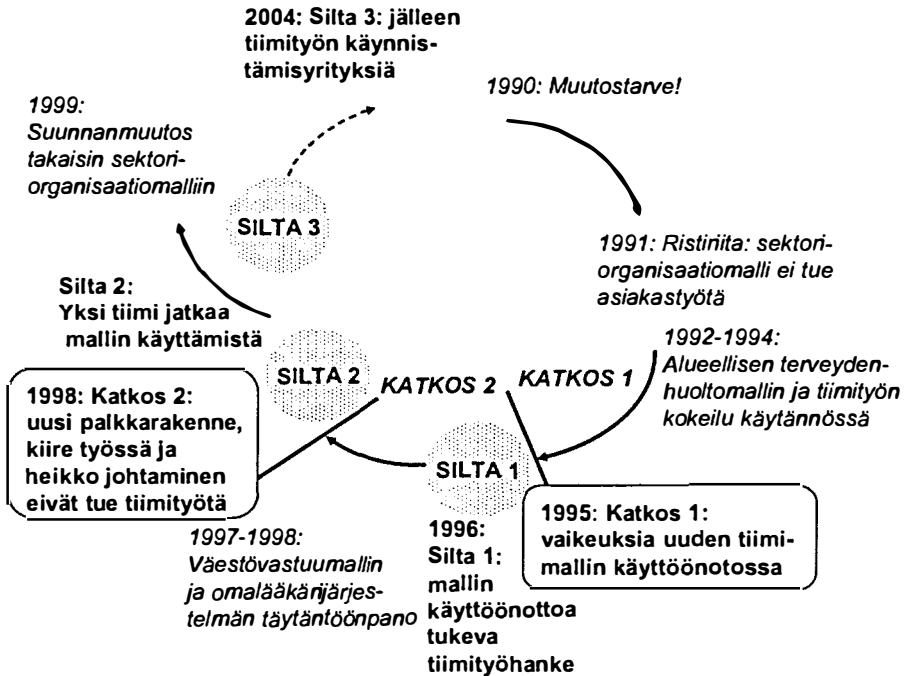 2004: Silta 3: jälleen
tiimityön käynnis-
tämisyrityksiä
1990: Muutostarve!
1999:
Suunnanmuutos
takaisin sektori-
organisaatiomalliin
SILTA 3
1991: Ristiriita: sektori-
organisaatiomalli ei tue
asiakastyötä
Silta 2:
Yksi tiimi jatkaa
mallin käyttämistä
1992-1994:
Alueellisen terveyden-
huoltomallin ja tiimityön
kokeilu käytännössä
SILTA 2
KATKOS 2
KATKOS 1
1998: Katkos 2:
uusi palkkarakenne,
kiire työssä ja
heikko johtaminen
eivät tue tiimityötä
SILTA 1
1995: Katkos 1:
vaikeuksia uuden tiimi-
mallin käyttöönotossa
1997-1998:
Väestövastuumallin
ja omalääkärijärjes-
telmän täytäntöönpano
1996:
Silta 1:
mallin
käyttöönottoa
tukeva
tiimityöhanke